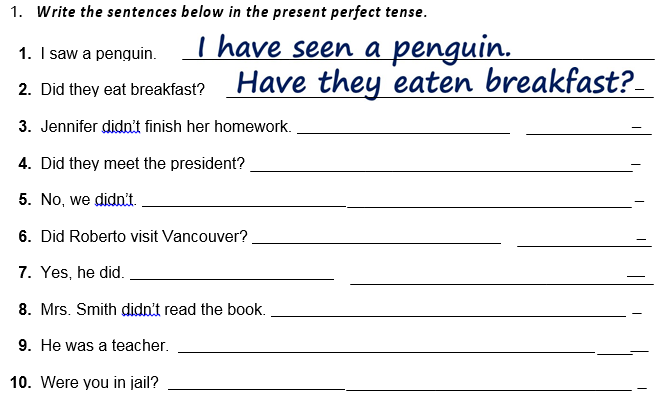 1. Write the sentences below in the present perfect tense.
1. I saw a penguin. I have seen a penguin.
2. Did they eat breakfast? Have they eaten breakfast?
3. Jennifer didn't finish her homework.
4. Did they meet the president?
5. No, we didn't.
6. Did Roberto visit Vancouver?
7. Yes, he did.
8. Mrs. Smith didn't read the book.
9. He was a teacher.
10. Were you in jail?